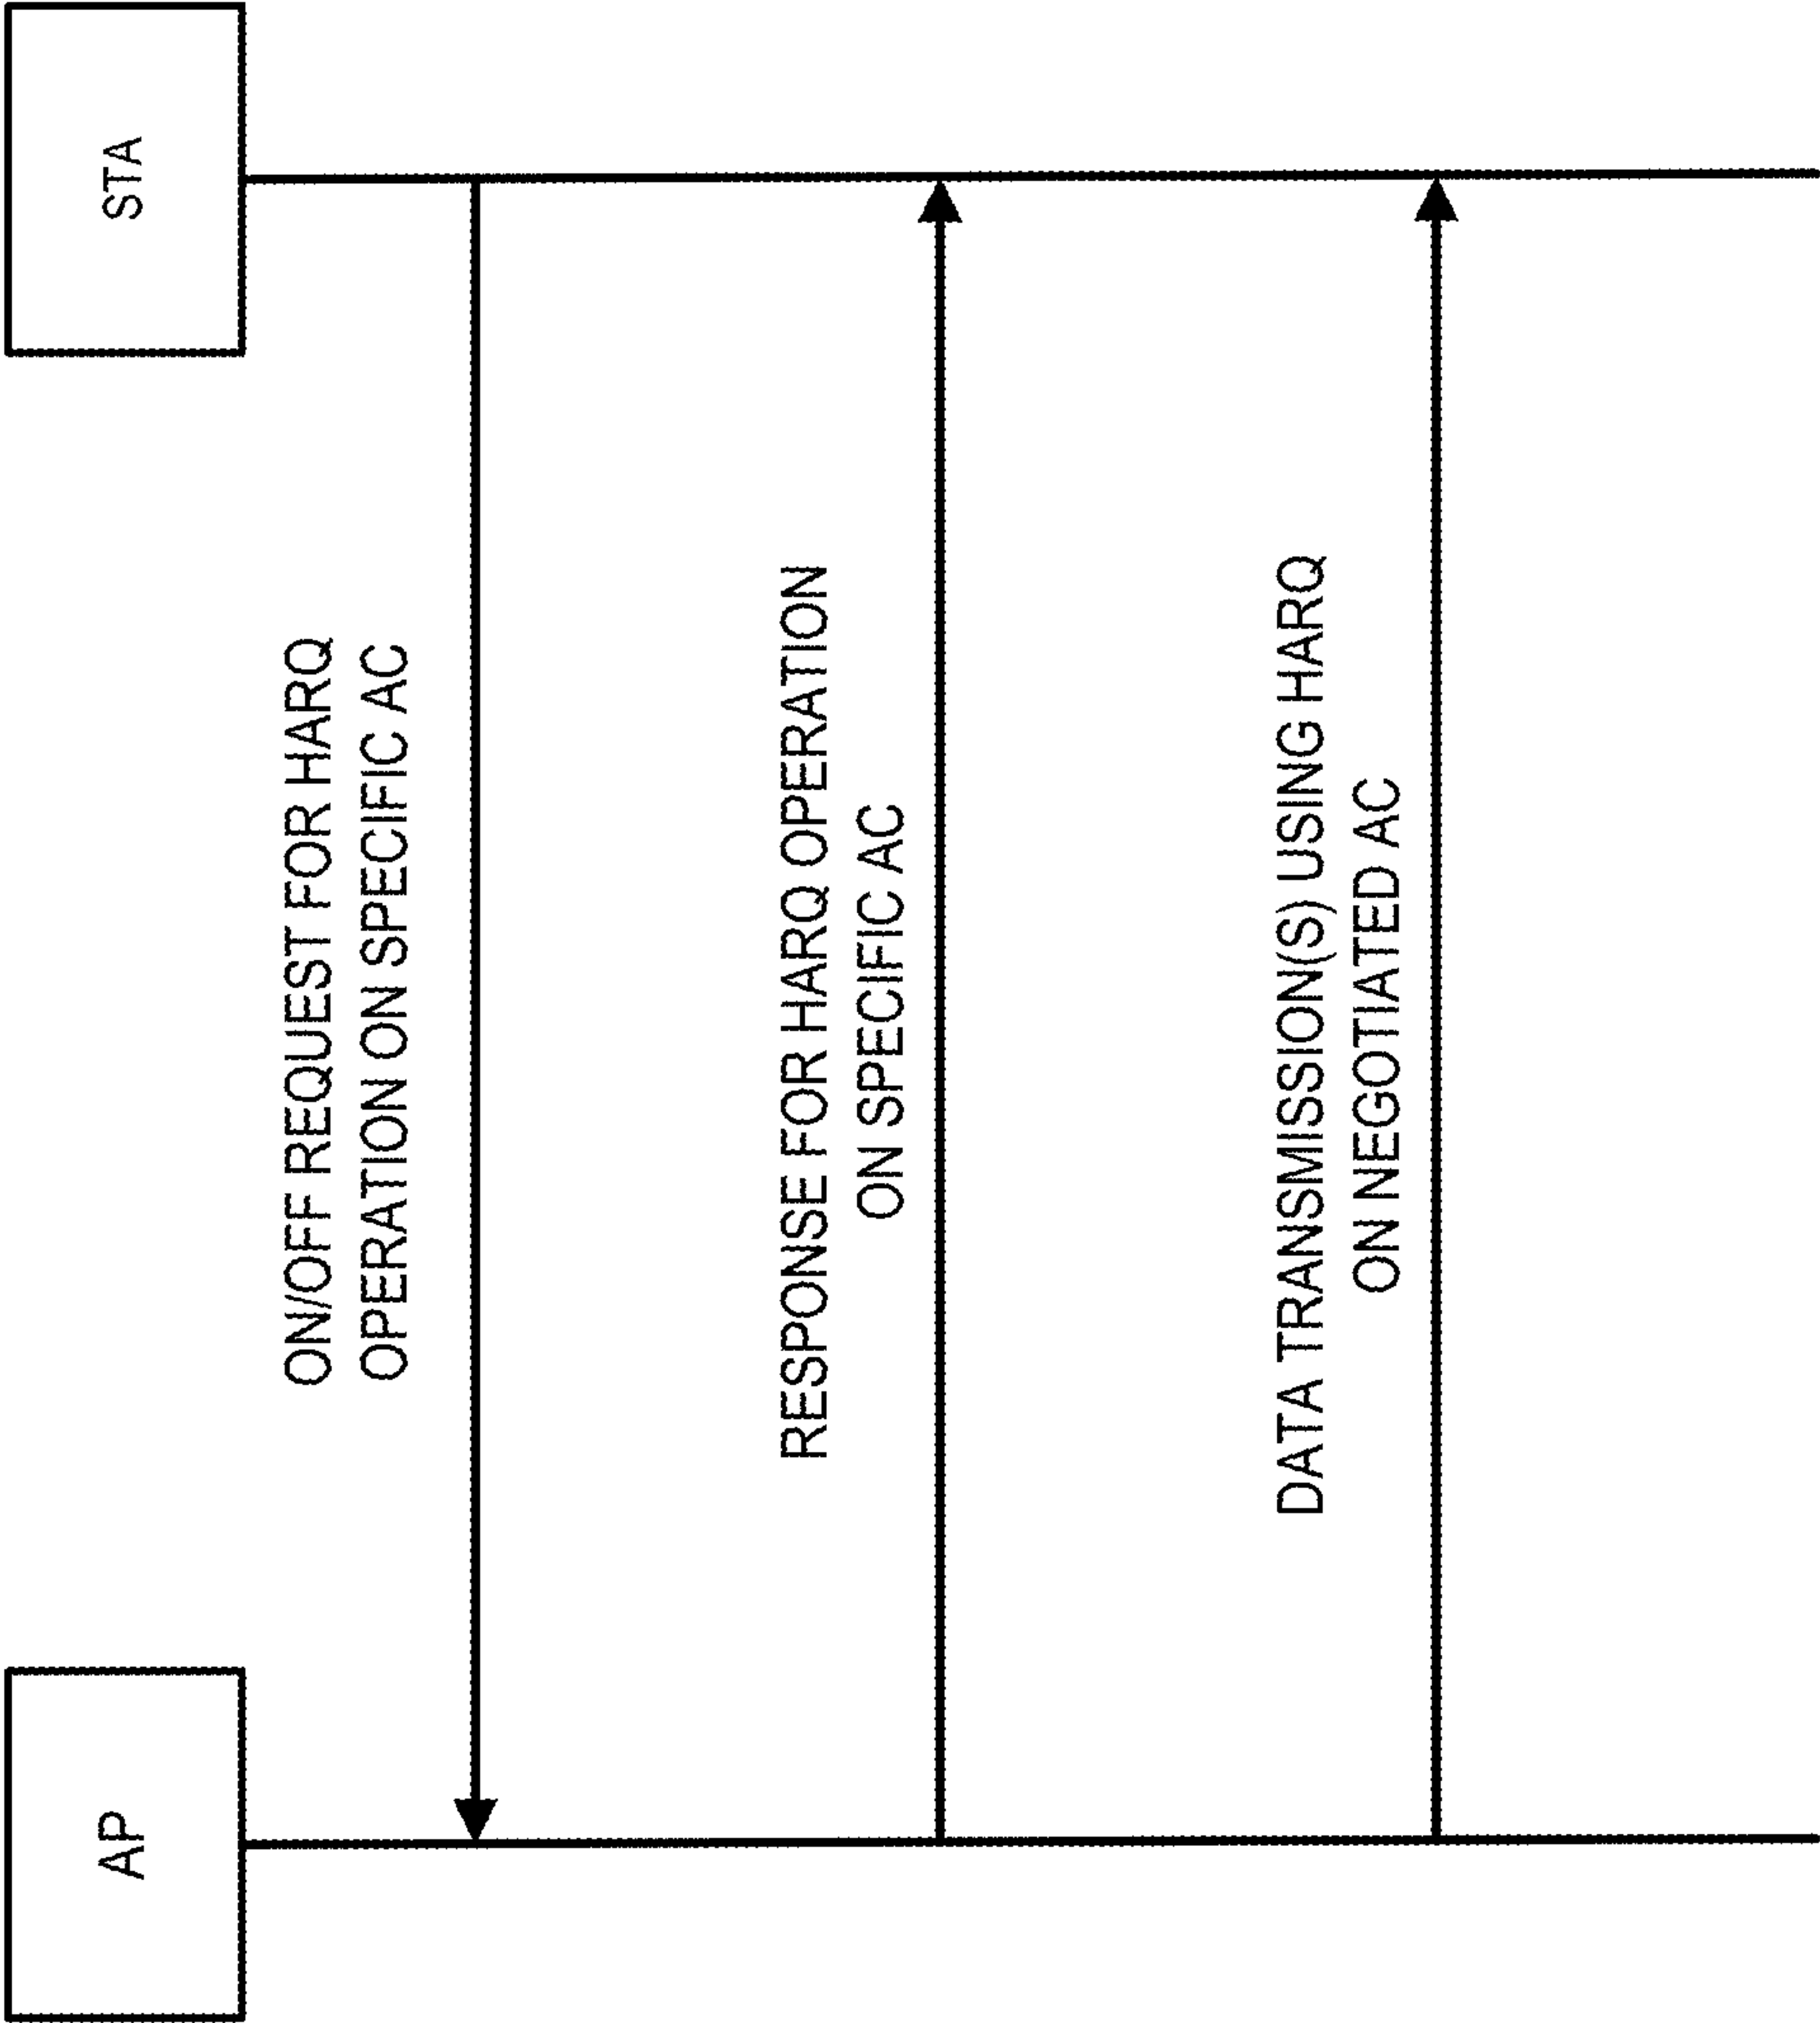 AP
STA
ON/OFF REQUEST FOR HARQ
OPERATION ON SPECIFIC AC
RESPONSE FOR HARQ OPERATION
ON SPECIFIC AC
DATA TRANSMISSION(S) USING HARQ
ON NEGOTIATED AC